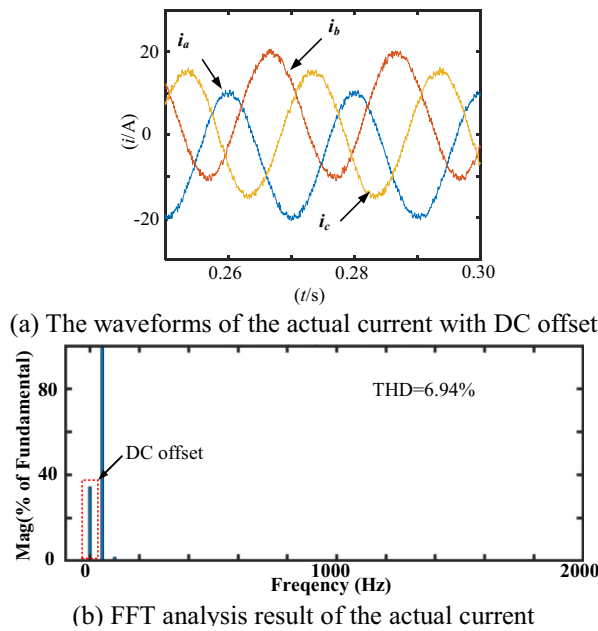 i_a
i_b
20
(i/A)
0
-20
i_c
0.26
0.28
0.30
(t/s)
(a) The waveforms of the actual current with DC offset
Mag(% of Fundamental)
80
THD=6.94%
DC offset
40
0
0
1000
2000
Freqency (Hz)
(b) FFT analysis result of the actual current